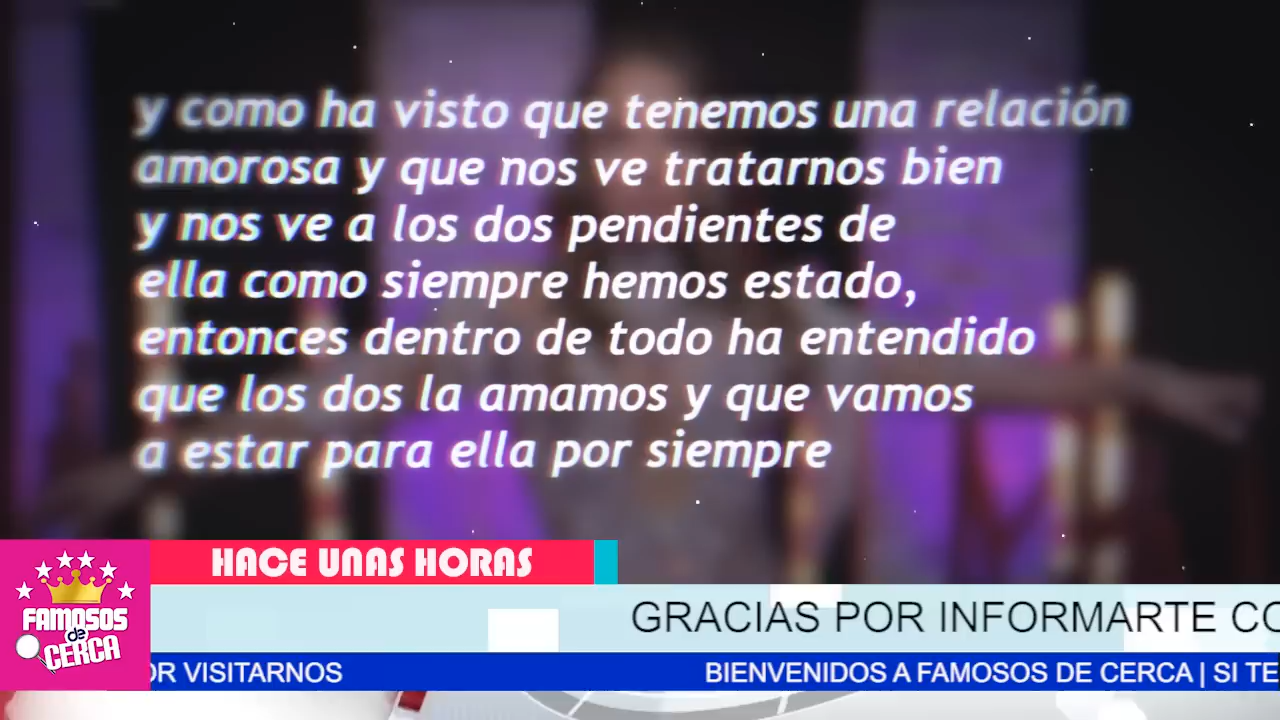 y como ha visto que tenemos una relación
amorosa y que nos ve tratarnos bien
y nos ve a los dos pendientes de
ella como siempre hemos estado,
entonces dentro de todo ha entendido
que los dos la amamos y que vamos
a estar para ella por siempre
HACE UNAS HORAS
FAMOSOS
de
CERCA
GRACIAS POR INFORMARTE
VISITARNOS
BIENVENIDOS A FAMOSOS DE CERCA | SI